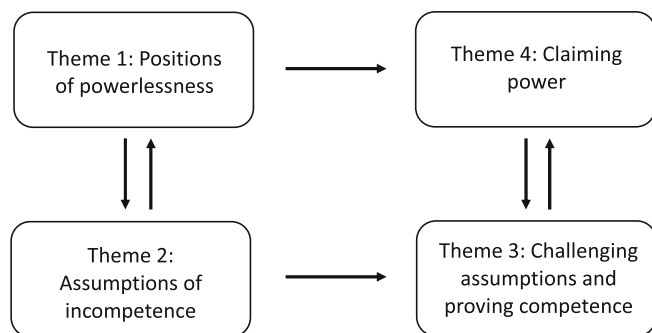 Theme 1: Positions
of powerlessness
Theme 4: Claiming
power
Theme 2:
Assumptions of
incompetence
Theme 3: Challenging
assumptions and
proving competence